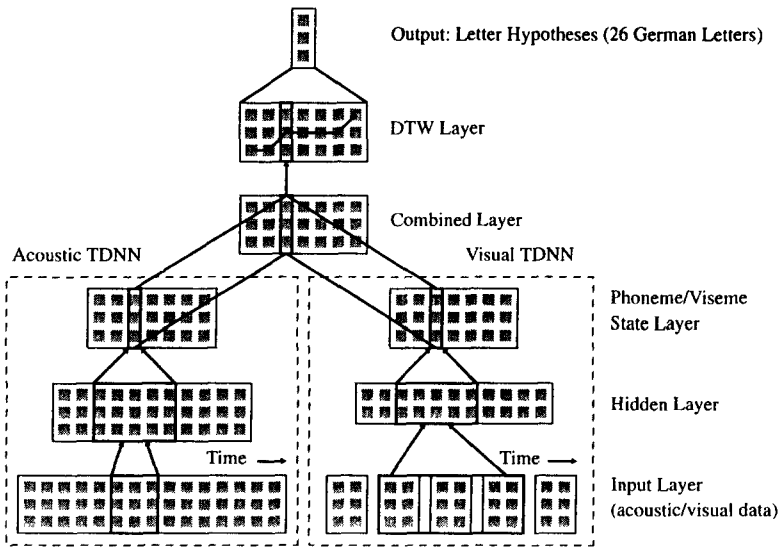 Output: Letter Hypotheses (26 German Letters)
DTW Layer
Combined Layer
Acoustic TDNN
Visual TDNN
Phoneme/Viseme
State Layer
Hidden Layer
Time
Time
Input Layer
(acoustic/visual data)